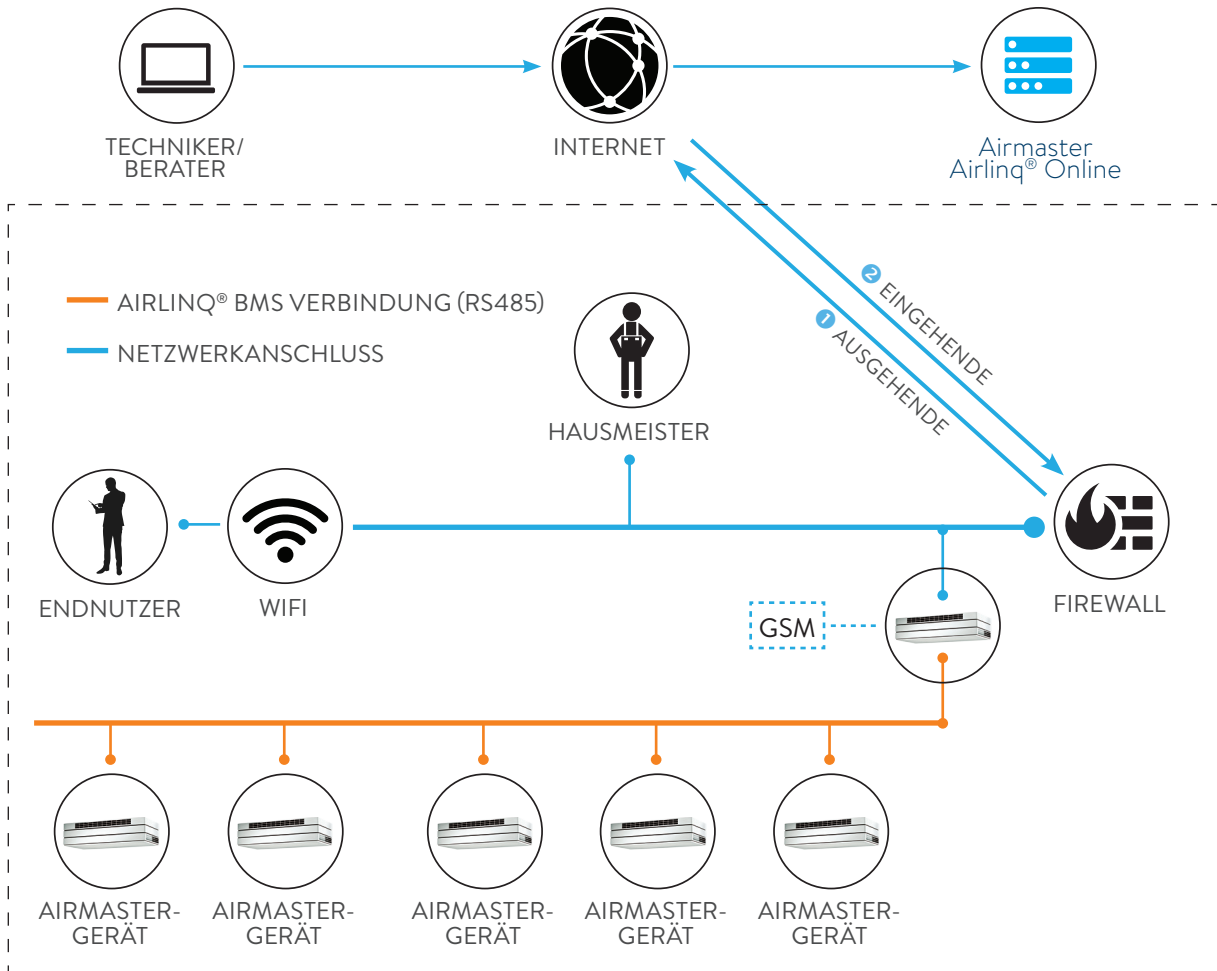 TECHNIKER/
BERATER
INTERNET
Airmaster
Airlinq® Online
AIRLINQ® BMS VERBINDUNG (RS485)
NETZWERKANSCHLUSS
2 EINGEHENDE
1 AUSGEHENDE
HAUSMEISTER
ENDNUTZER
WIFI
GSM
FIREWALL
AIRMASTER-
GERÄT
AIRMASTER-
GERÄT
AIRMASTER-
GERÄT
AIRMASTER-
GERÄT
AIRMASTER-
GERÄT